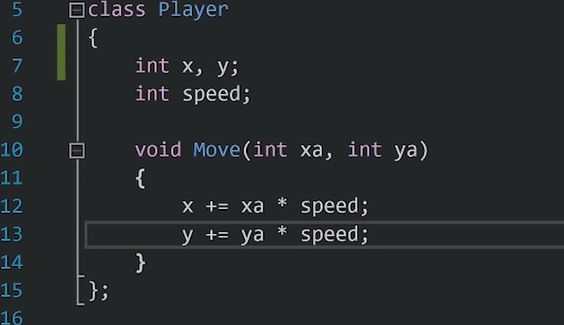 5 class Player
6 {
7     int x, y;
8     int speed;
9
10     void Move(int xa, int ya)
11     {
12         x += xa * speed;
13         y += ya * speed;
14     }
15 };
16